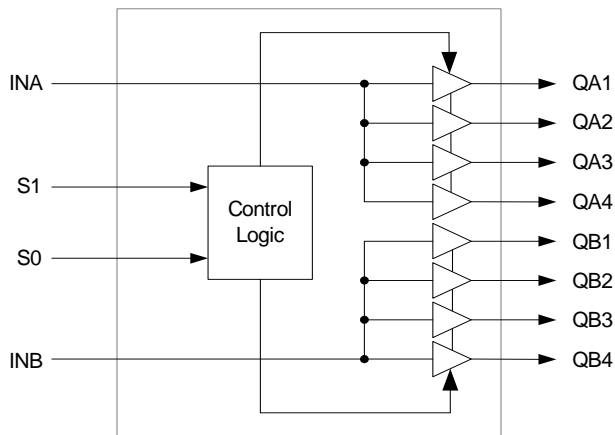 INA
S1
S0
INB
Control
Logic
QA1
QA2
QA3
QA4
QB1
QB2
QB3
QB4